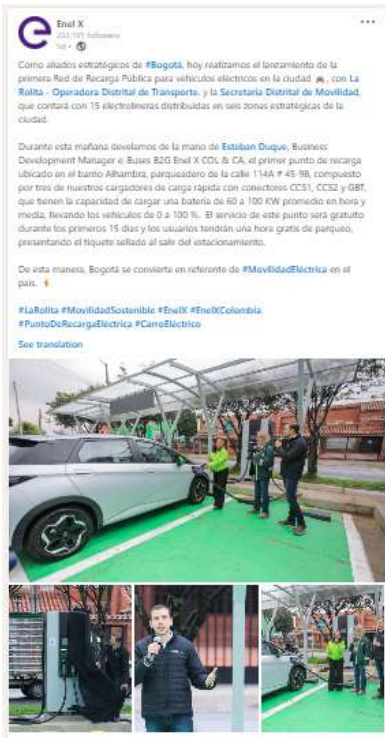 Enel X
203,191 followers
1d •
Como aliados estratégicos de #Bogotá, hoy realizamos el lanzamiento de la
primera Red de Recarga Pública para vehículos eléctricos en la ciudad, con La
Rolita - Operadora Distrital de Transporte, y la Secretaría Distrital de Movilidad,
que contará con 15 electrolineras distribuidas en seis zonas estratégicas de la
ciudad.
Durante esta mañana develamos de la mano de Esteban Duque, Business
Development Manager e-Buses B2G Enel X COL & CA, el primer punto de recarga
ubicado en el barrio Alhambra, parqueadero de la calle 114A # 45-98, compuesto
por tres de nuestros cargadores de carga rápida con conectores CCS1, CCS2 y GBT,
que tienen la capacidad de cargar una batería de 60 a 100 KW promedio en hora y
media, llevando los vehículos de 0 a 100 %. El servicio de este punto será gratuito
durante los primeros 15 días y los usuarios tendrán una hora gratis de parqueo,
presentando el tiquete sellado al salir del estacionamiento.
De esta manera, Bogotá se convierte en referente de #MovilidadEléctrica en el
país.
#LaRolita #MovilidadSostenible #EnelX #EnelXColombia
#PuntoDeRecargaEléctrica #CarroEléctrico
See translation